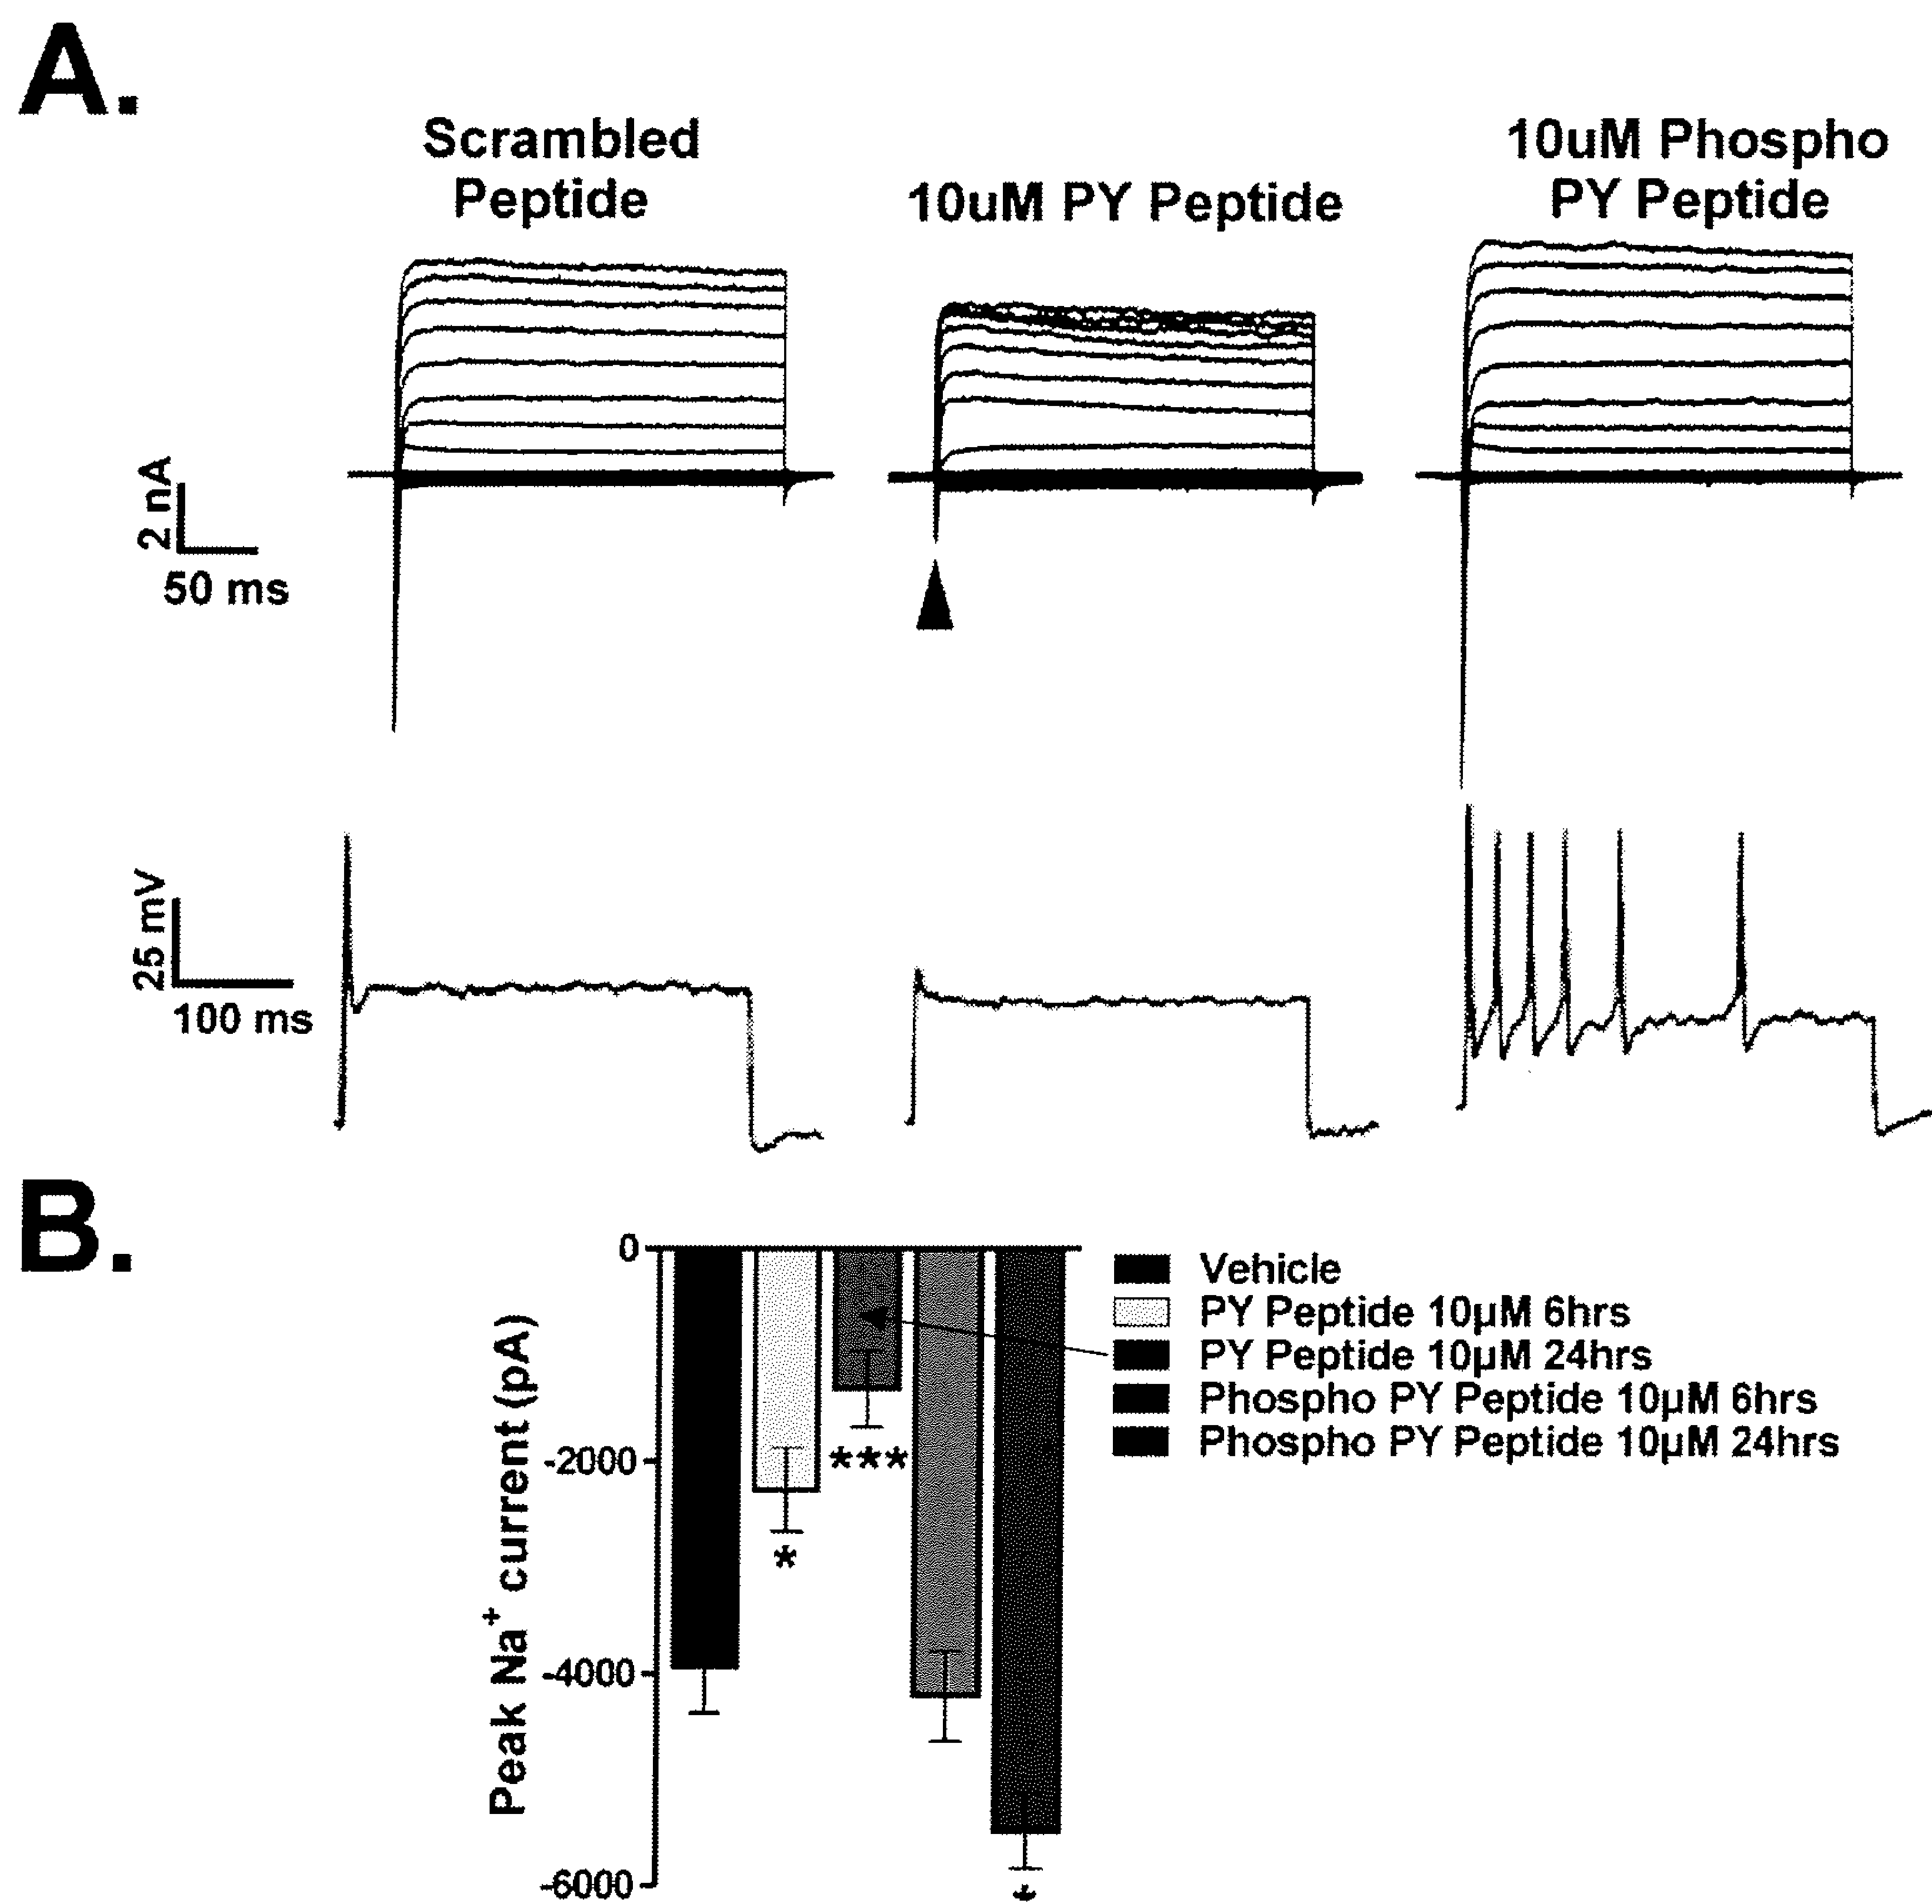 A.
Scrambled
Peptide
10uM PY Peptide
10uM Phospho
PY Peptide
2 nA
50 ms
25 mV
100 ms
B.
Peak Na+ current (pA)
0
-2000
-4000
-6000
*
***
*
Vehicle
PY Peptide 10µM 6hrs
PY Peptide 10µM 24hrs
Phospho PY Peptide 10µM 6hrs
Phospho PY Peptide 10µM 24hrs